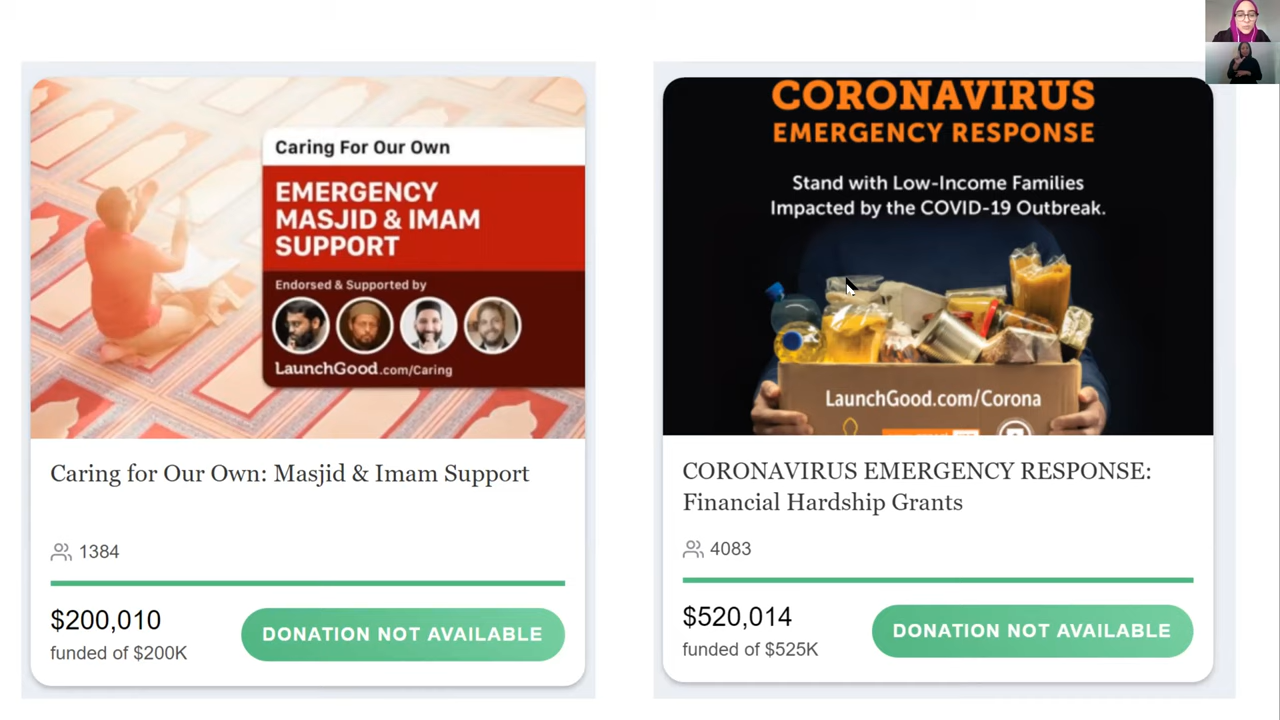 Caring For Our Own
EMERGENCY
MASJID & IMAM
SUPPORT
Endorsed & Supported by
LaunchGood.com/Caring
Caring for Our Own: Masjid & Imam Support
1384
$200,010
funded of $200K
DONATION NOT AVAILABLE
CORONAVIRUS
EMERGENCY RESPONSE
Stand with Low-Income Families
Impacted by the COVID-19 Outbreak.
LaunchGood.com/Corona
CORONAVIRUS EMERGENCY RESPONSE:
Financial Hardship Grants
4083
$520,014
funded of $525K
DONATION NOT AVAILABLE